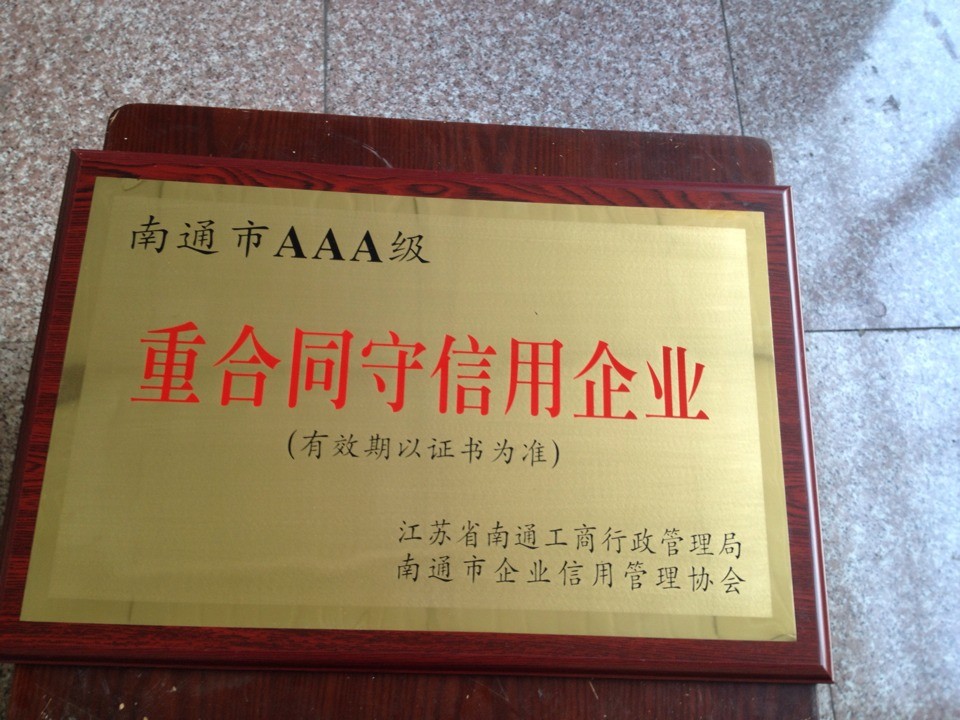 南通市AAA级
重合同守信用企业
(有效期以证书为准)
江苏省南通工商行政管理局
南通市企业信用管理协会